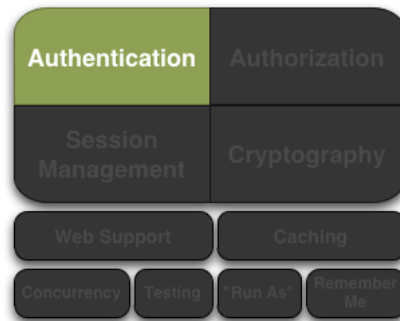 Authentication
Authorization
Session
Management
Cryptography
Web Support
Caching
Concurrency
Testing
"Run As"
Remember
Me